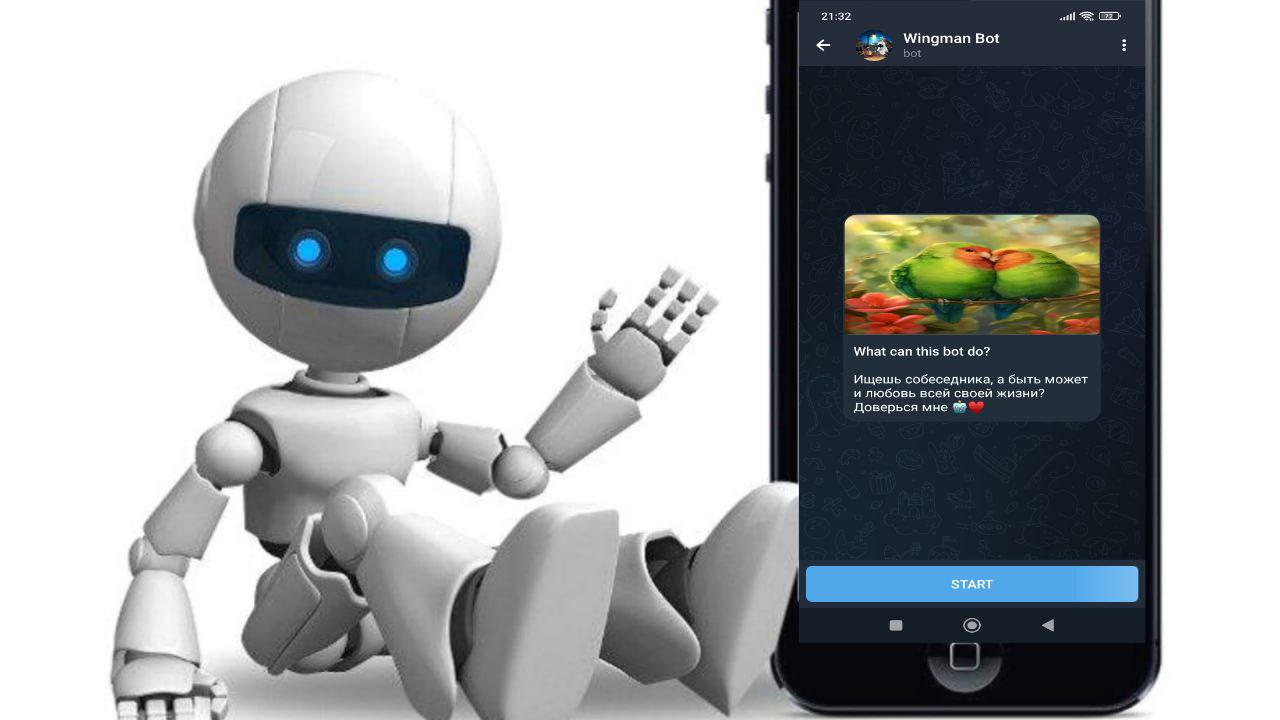 21:32
72
Wingman Bot
bot
What can this bot do?
Ищешь собеседника, а быть может
и любовь всей своей жизни?
Доверься мне 🤖❤️
START